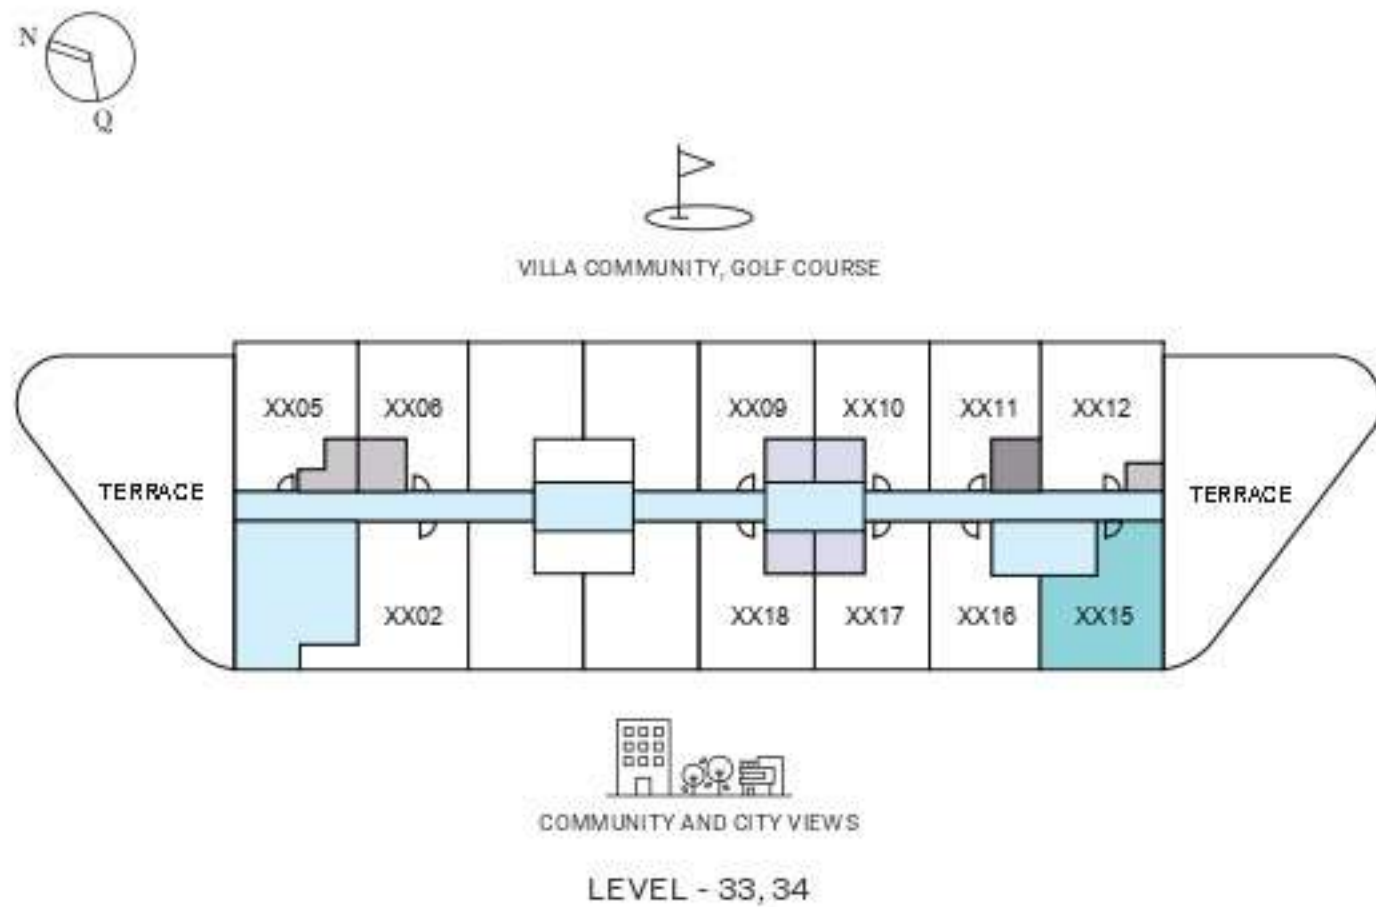 N
Q
VILLA COMMUNITY, GOLF COURSE
XX05 XX06 XX09 XX10 XX11 XX12
TERRACE TERRACE
XX02 XX18 XX17 XX16 XX15
COMMUNITY AND CITY VIEWS
LEVEL - 33, 34